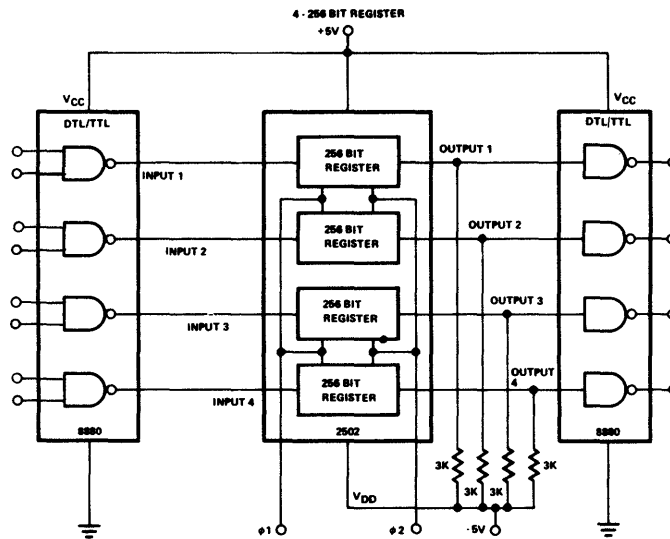 4 - 256 BIT REGISTER
+5V
VCC
DTL/TTL
VCC
DTL/TTL
256 BIT
REGISTER
OUTPUT 1
INPUT 1
256 BIT
REGISTER
OUTPUT 2
INPUT 2
256 BIT
REGISTER
OUTPUT 3
INPUT 3
256 BIT
REGISTER
OUTPUT
4
INPUT 4
8880
2502
8880
3K
3K
3K
3K
VDD
ϕ1
ϕ2
-5V